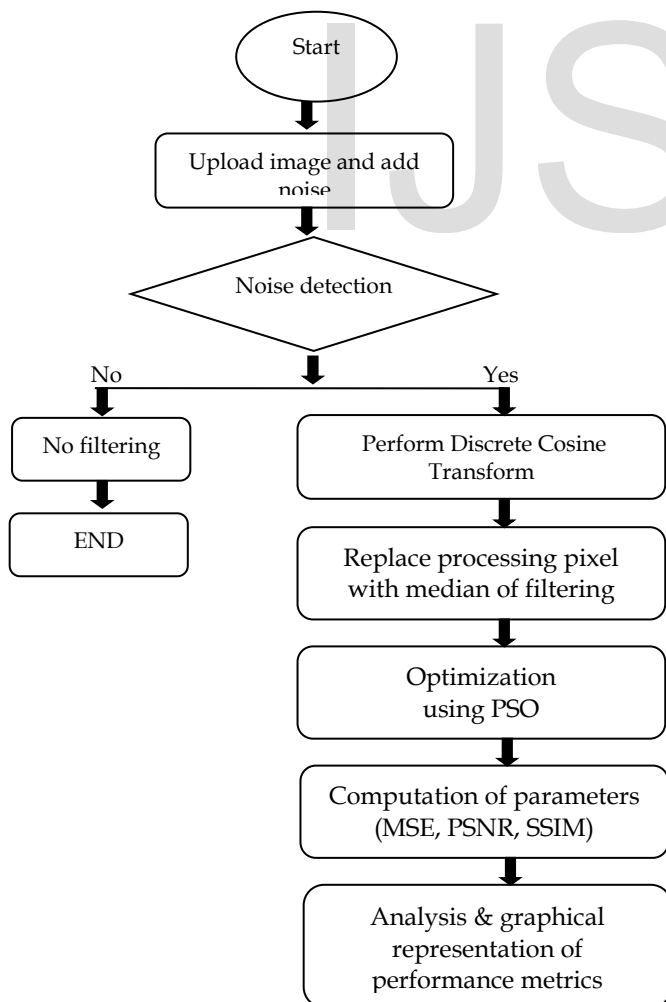 IJS
Start
Upload image and add
noise
Noise detection
No
Yes
No filtering
Perform Discrete Cosine
Transform
END
Replace processing pixel
with median of filtering
Optimization
using PSO
Computation of parameters
(MSE, PSNR, SSIM)
Analysis & graphical
representation of
performance metrics